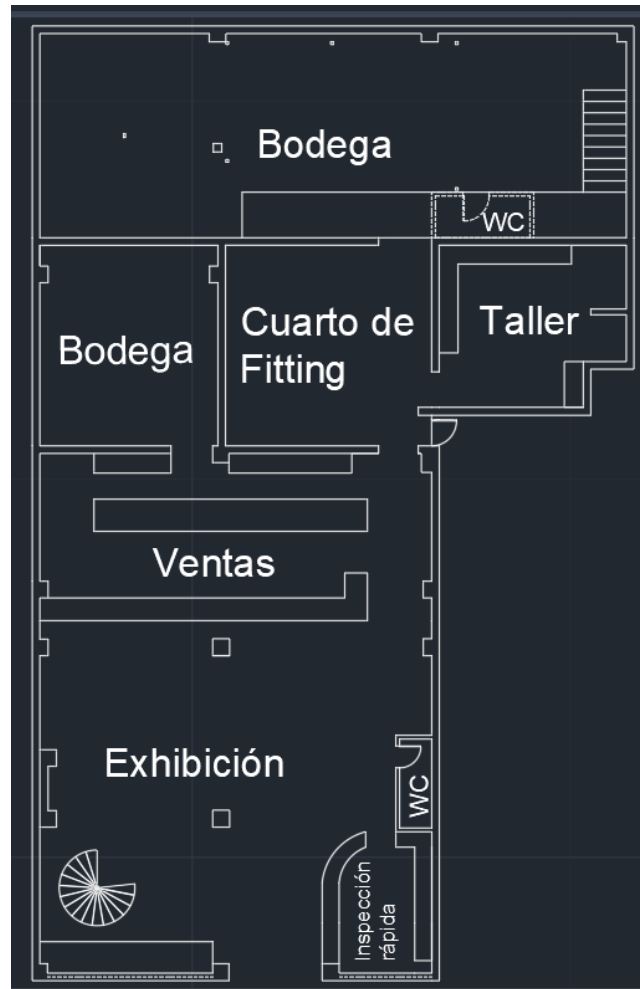 Bodega
WC
Bodega
Cuarto de
Fitting
Taller
Ventas
Exhibición
WC
Inspección
rápida